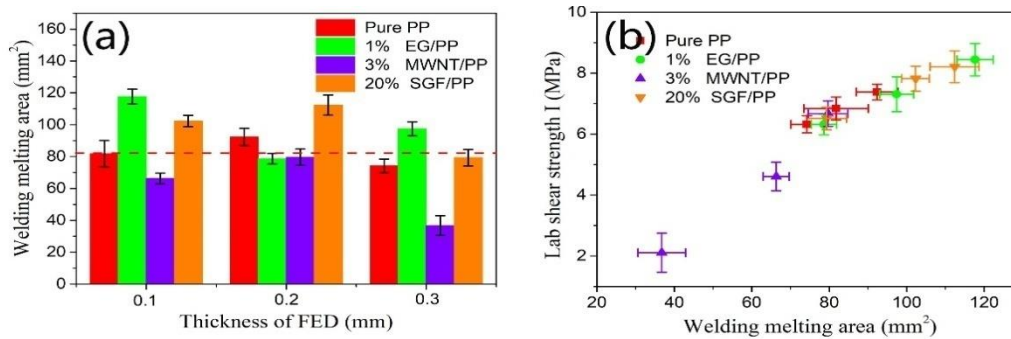 (a)
Pure PP
1% EG/PP
3% MWNT/PP
20% SGF/PP
Welding melting area (mm²)
160
140
120
100
80
60
40
20
0
0.1 0.2 0.3
Thickness of FED (mm)
(b)
Pure PP
1% EG/PP
3% MWNT/PP
20% SGF/PP
Lab shear strength I (MPa)
10
8
6
4
2
20 40 60 80 100 120
Welding melting area (mm²)